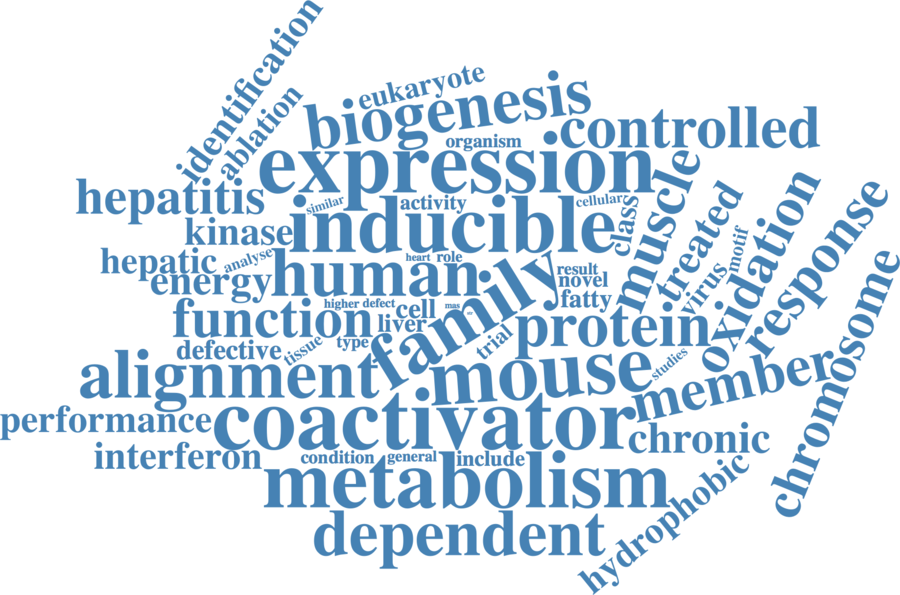 identification
ablation
eukaryote
biogenesis
organism
controlled
expression
hepatitis
similar
activity
cellular
class
muscle
treated
motif
virus
oxidation
response
chromosome
kinase
inducible
hepatic
analyse
heart
role
energy
human
family
result
novel
fatty
higher
defect
cell
mas
function
liver
type
tissue
trial
protein
defective
studies
alignment
mouse
member
performance
coactivator
chronic
interferon
condition
general
include
metabolism
hydrophobic
dependent